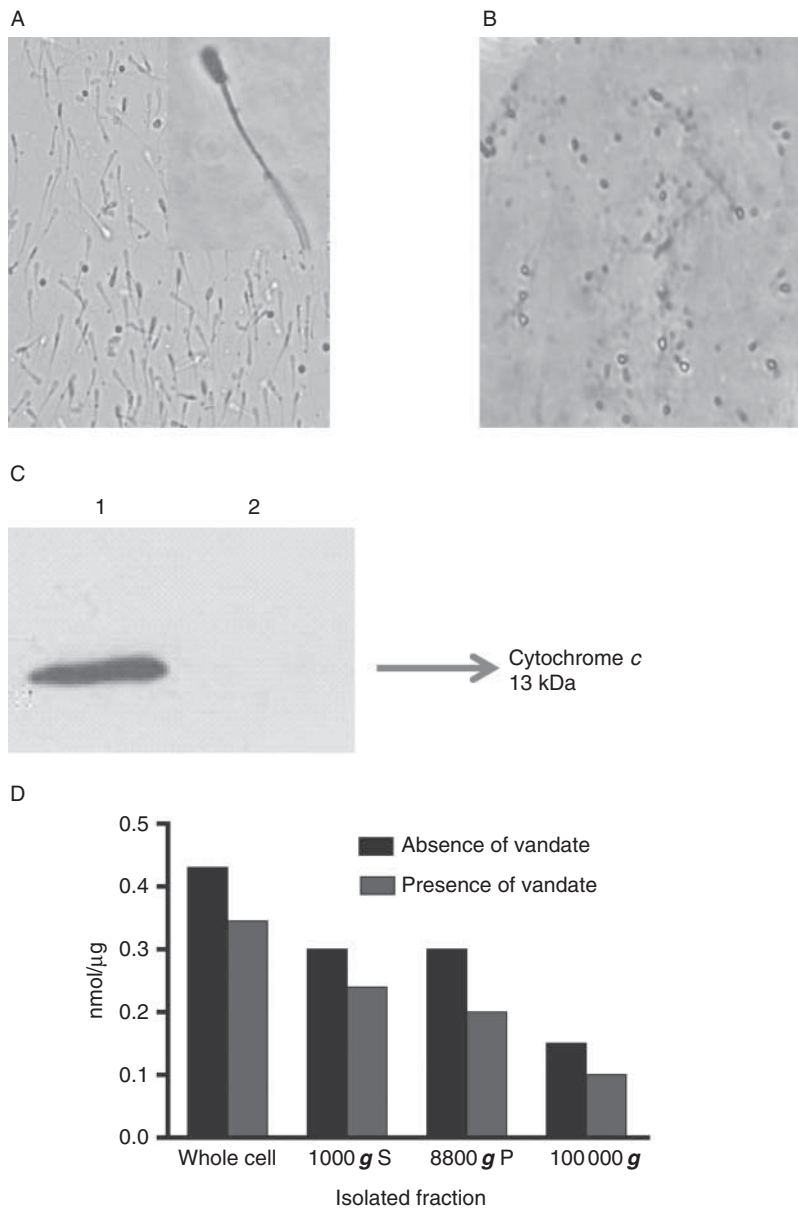 A
B
C
1 2
Cytochrome c
13 kDa
D
0.5
0.4
0.3
0.2
0.1
0.0
nmol/µg
Absence of vandate
Presence of vandate
Whole cell 1000 g S 8800 g P 100 000 g
Isolated fraction